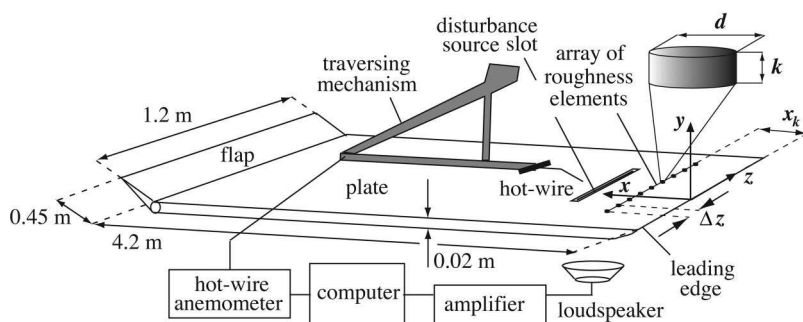 d
disturbance
source slot
array of
roughness
elements
k
traversing
mechanism
1.2 m
x_k
y
flap
plate
hot-wire
x
z
Δz
0.45 m
4.2 m
0.02 m
leading
edge
hot-wire
anemometer
computer
amplifier
loudspeaker